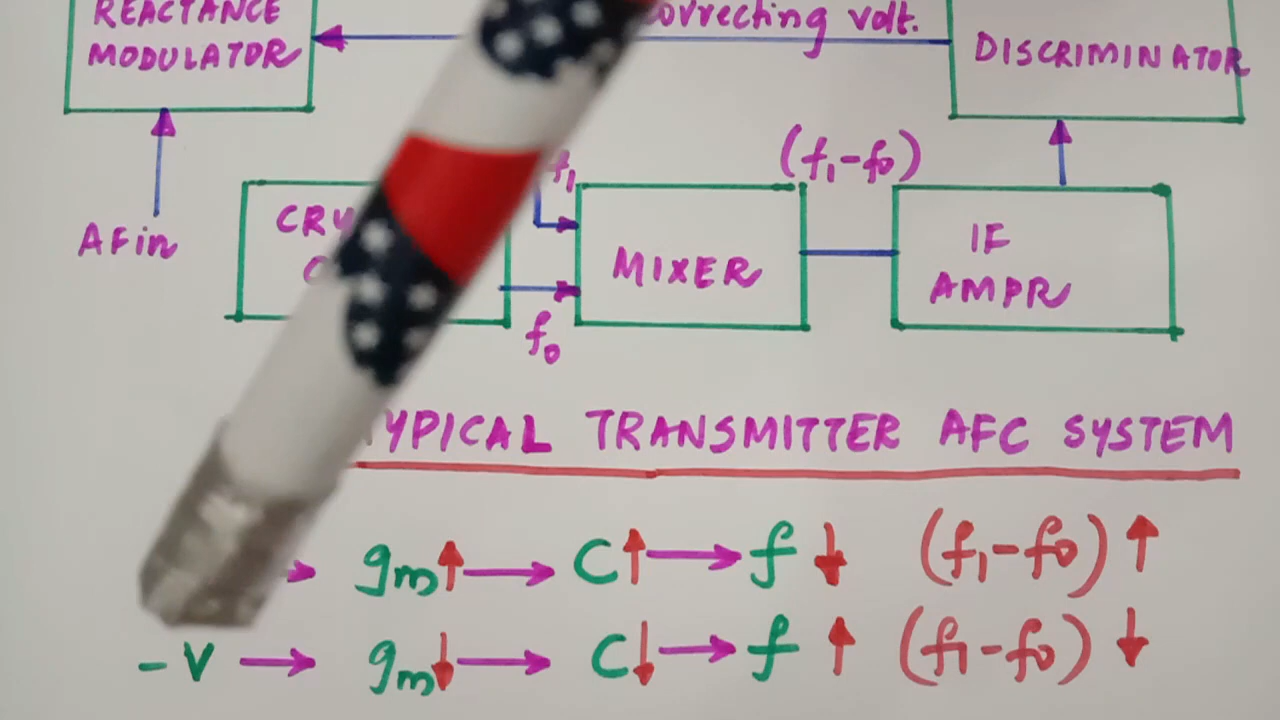 REACTANCE
MODULATOR
correcting volt.
DISCRIMINATOR
AFin
f₁
(f₁-f₀)
MIXER
IF
AMPR
f₀
TYPICAL TRANSMITTER AFC SYSTEM
gm↑ → C↑ → f↓ (f₁-f₀)↑
-V → gm↓ → C↓ → f↑ (f₁-f₀)↓